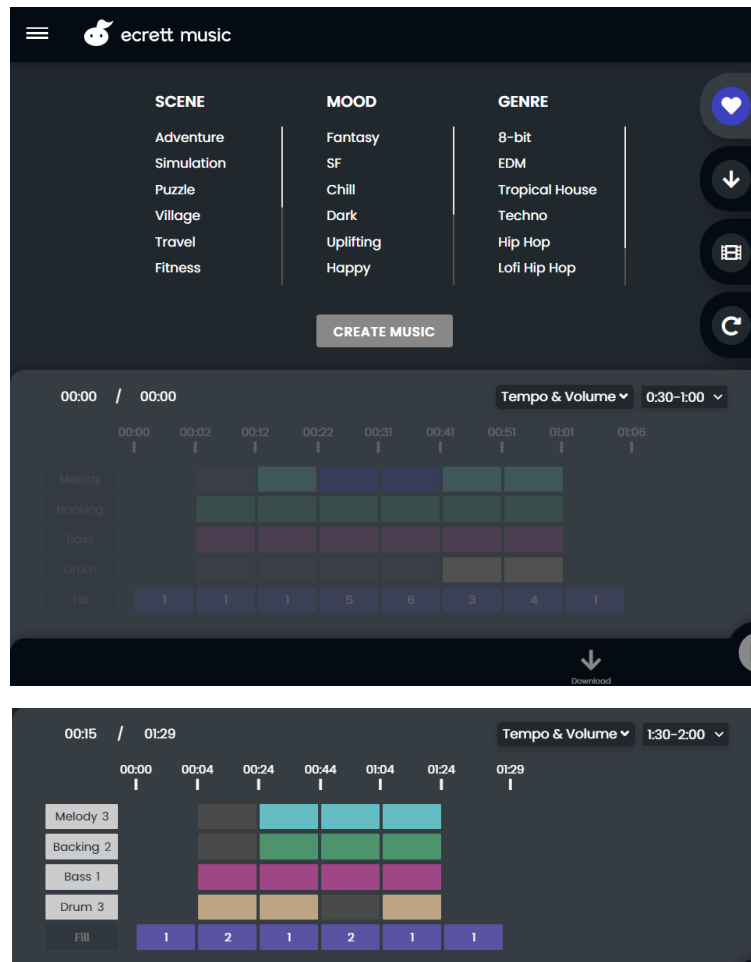 ecrett music
SCENE MOOD GENRE
Adventure Fantasy 8-bit
Simulation SF EDM
Puzzle Chill Tropical House
Village Dark Techno
Travel Uplifting Hip Hop
Fitness Happy Lofi Hip Hop
CREATE MUSIC
00:00 / 00:00 Tempo & Volume 0:30-1:00
00:00 00:02 00:12 00:22 00:31 00:41 00:51 01:01 01:06
Melody
Backing
Bass
Drum
Fill 1 1 1 5 6 3 4 1
Download
00:15 / 01:29 Tempo & Volume 1:30-2:00
00:00 00:04 00:24 00:44 01:04 01:24 01:29
Melody 3
Backing 2
Bass 1
Drum 3
Fill 1 2 1 2 1 1